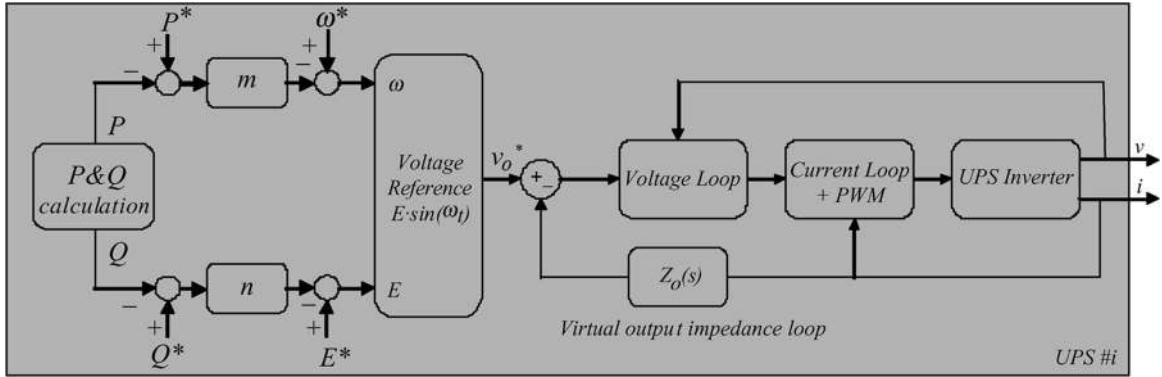 P* ω*
+ +
− m −
P ω
P&Q
calculation
Voltage
Reference
E·sin(ωt)
vo*
+ −
Voltage Loop
Current Loop
+ PWM
UPS Inverter
v
i
Q
− n − E
+ +
Q* E*
Zo(s)
Virtual output impedance loop
UPS #i